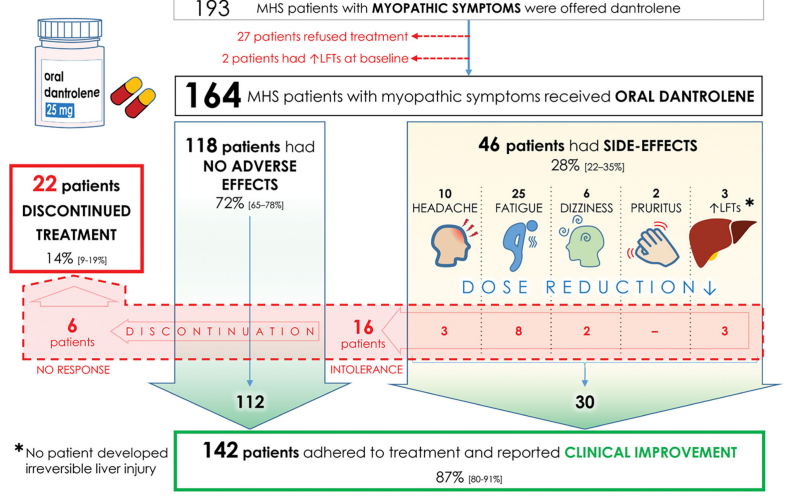 193 MHS patients with MYOPATHIC SYMPTOMS were offered dantrolene
27 patients refused treatment
2 patients had ↑LFTs at baseline
oral
dantrolene
25 mg
164 MHS patients with myopathic symptoms received ORAL DANTROLENE
118 patients had
NO ADVERSE
EFFECTS
72% [65–78%]
46 patients had SIDE-EFFECTS
28% [22–35%]
10
HEADACHE
25
FATIGUE
6
DIZZINESS
2
PRURITUS
3
↑LFTs *
22 patients
DISCONTINUED
TREATMENT
14% [9-19%]
DOSE REDUCTION ↓
6
patients
DISCONTINUATION
16
patients
3
8
2
–
3
NO RESPONSE
INTOLERANCE
112
30
* No patient developed
irreversible liver injury
142 patients adhered to treatment and reported CLINICAL IMPROVEMENT
87% [80-91%]